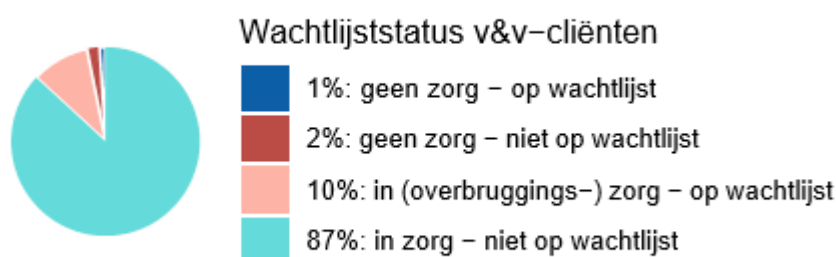 Wachtlijststatus v&v−cliënten
1%: geen zorg − op wachtlijst
2%: geen zorg − niet op wachtlijst
10%: in (overbruggings−) zorg − op wachtlijst
87%: in zorg − niet op wachtlijst